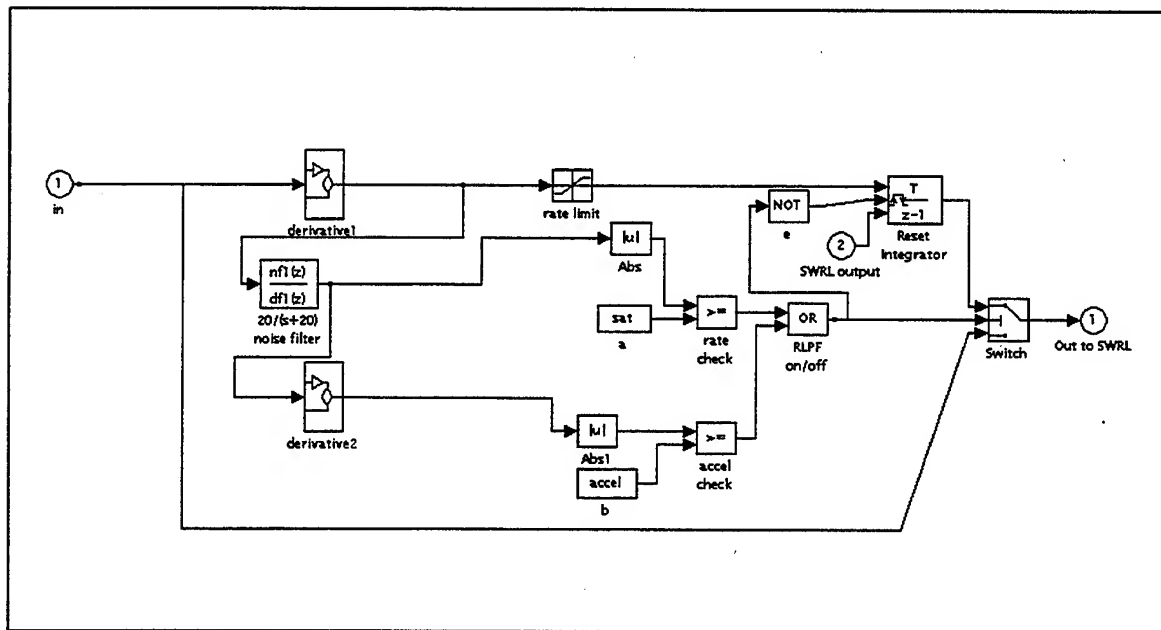 1
in
derivative1
rate limit
NOT
e
T
z-1
Reset
Integrator
2
SWRL output
|u|
Abs
nf1(z)
df1(z)
20/(s+20)
noise filter
sat
a
>=
rate
check
OR
RLPF
on/off
Switch
1
Out to SWRL
derivative2
|u|
Abs1
>=
accel
check
accel
b